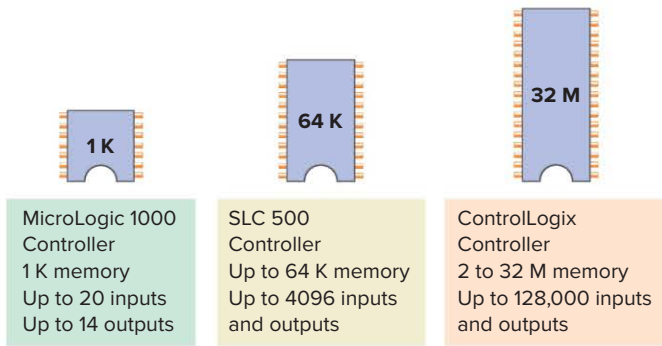 1 K
64 K
32 M
MicroLogic 1000
Controller
1 K memory
Up to 20 inputs
Up to 14 outputs
SLC 500
Controller
Up to 64 K memory
Up to 4096 inputs
and outputs
ControlLogix
Controller
2 to 32 M memory
Up to 128,000 inputs
and outputs